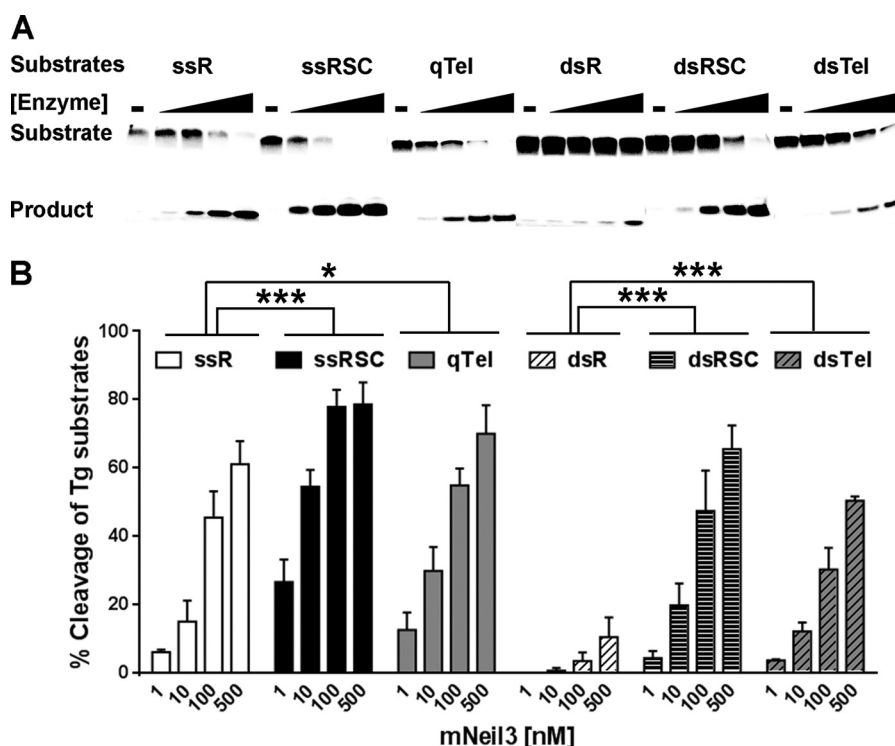 A
Substrates ssR ssRSC qTel dsR dsRSC dsTel
[Enzyme] - - - - - -
Substrate
Product
B
* ***
*** ***
100
80
60
40
20
0
% Cleavage of Tg substrates
ssR ssRSC qTel dsR dsRSC dsTel
1 10 100 500 1 10 100 500 1 10 100 500 1 10 100 500 1 10 100 500 1 10 100 500
mNeil3 [nM]